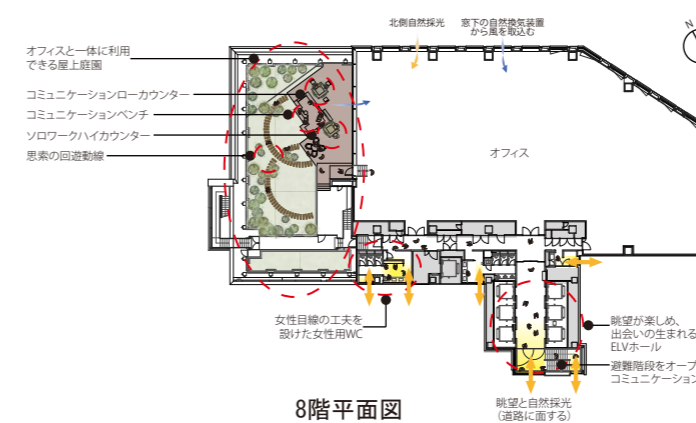 北側自然採光
窓下の自然換気装置
から風を取込む
N
オフィスと一体に利用
できる屋上庭園
コミュニケーションローカウンター
コミュニケーションベンチ
ソロワークハイカウンター
思索の回遊動線
オフィス
女性目線の工夫を
設けた女性用WC
眺望が楽しめ、
出会いの生まれる
ELVホール
避難階段をオープ
コミュニケーション
眺望と自然採光
（道路に面する）
8階平面図